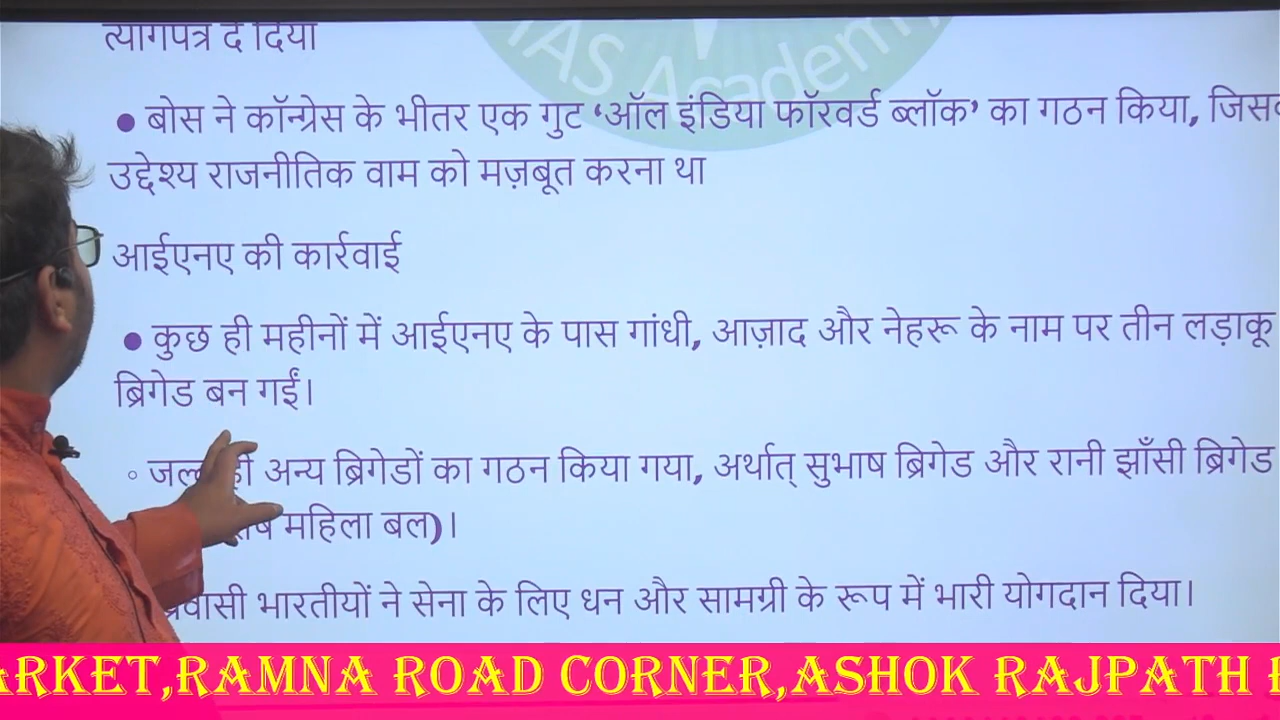 त्यागपत्र दे दिया
IAS Academ
● बोस ने कॉन्ग्रेस के भीतर एक गुट ‘ऑल इंडिया फॉरवर्ड ब्लॉक’ का गठन किया,
उद्देश्य राजनीतिक वाम को मज़बूत करना था
आईएनए की कार्रवाई
● कुछ ही महीनों में आईएनए के पास गांधी, आज़ाद और नेहरू के नाम पर तीन लड़ाकू
ब्रिगेड बन गईं।
◦ अन्य ब्रिगेडों का गठन किया गया, अर्थात् सुभाष ब्रिगेड और रानी झाँसी ब्रिगेड
महिला बल)।
प्रवासी भारतीयों ने सेना के लिए धन और सामग्री के रूप में भारी योगदान दिया।
ARKET,RAMNA ROAD CORNER,ASHOK RAJPATH